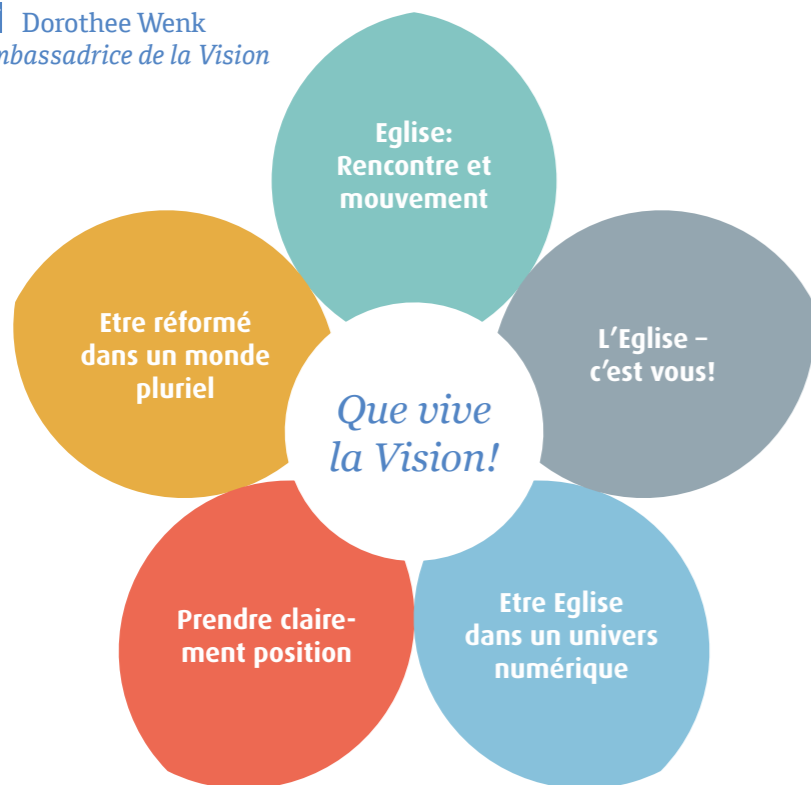 Dorothee Wenk
de la Vision
Eglise:
Rencontre et
mouvement
L’Eglise –
c’est vous!
Etre Eglise
dans un univers
numérique
Prendre claire-
ment position
Etre réformé
dans un monde
pluriel
Que vive
la Vision!